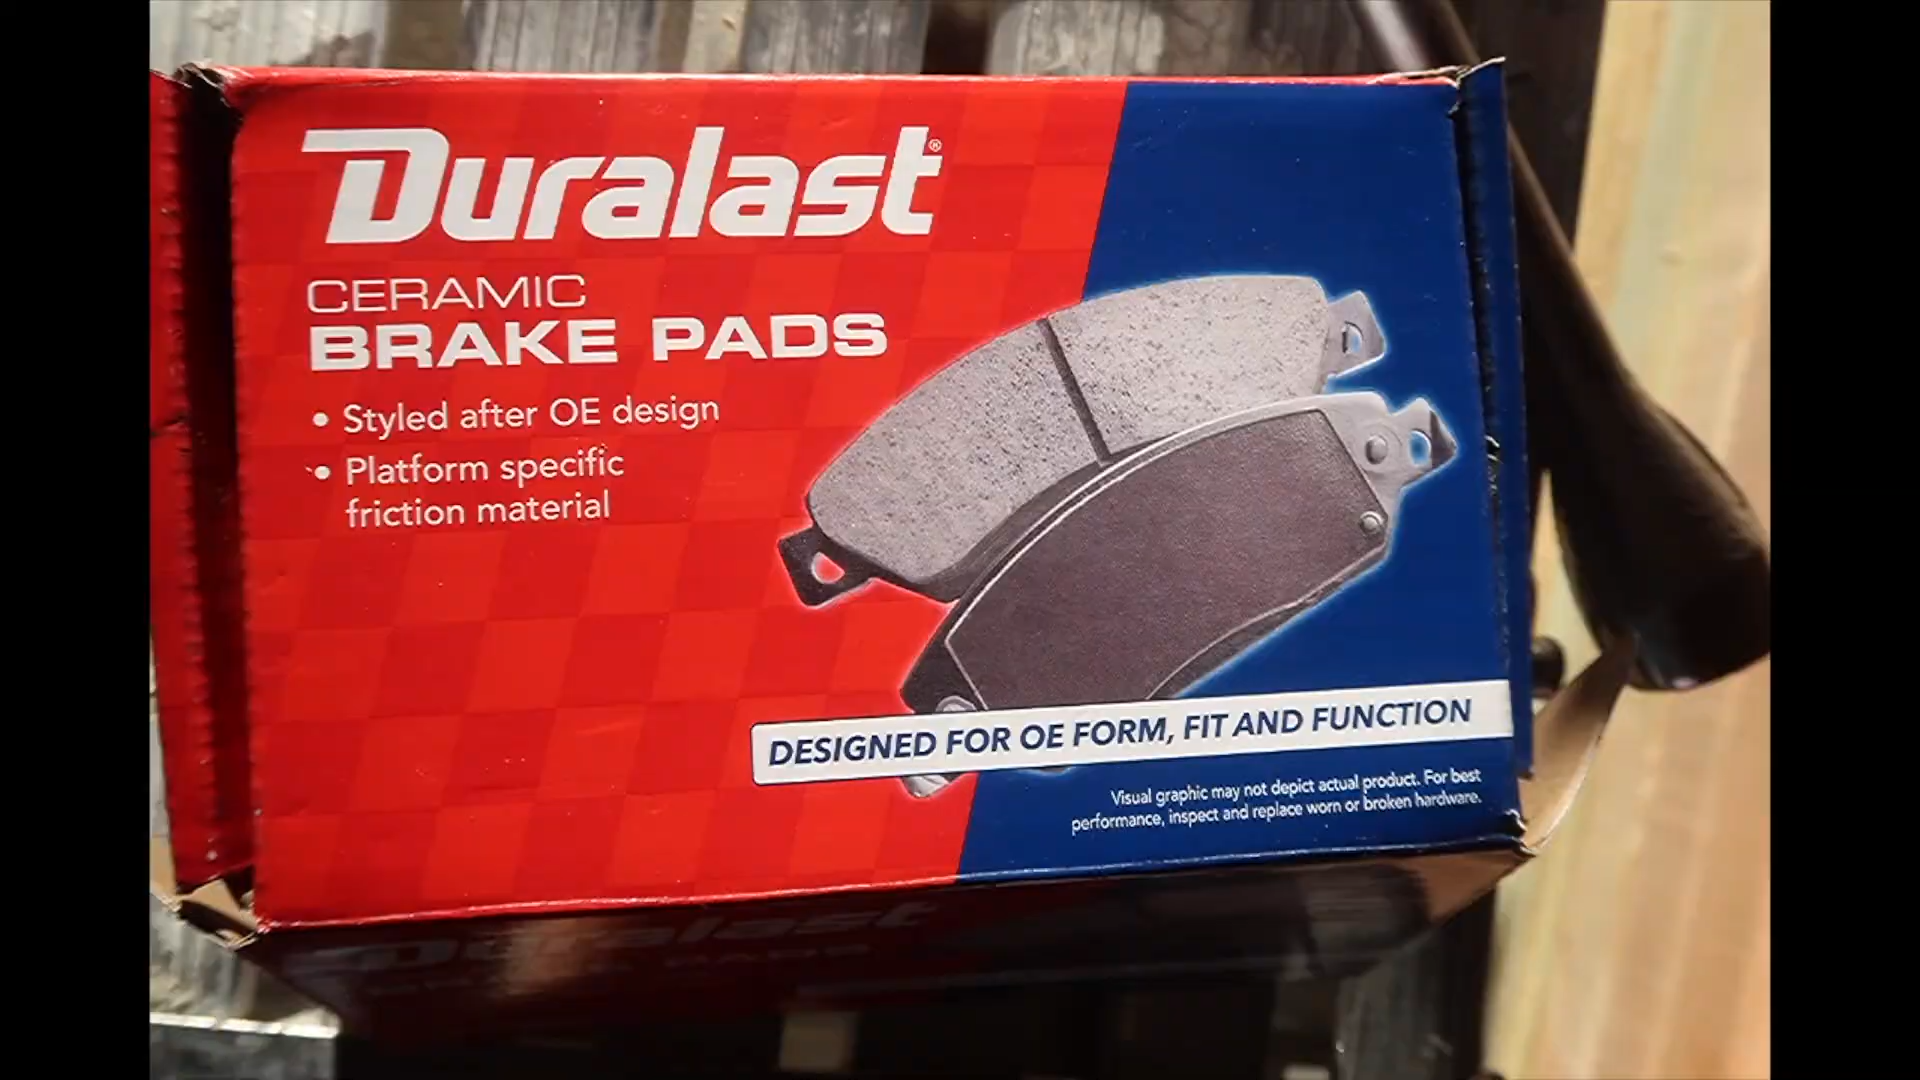 Duralast®
CERAMIC
BRAKE PADS
• Styled after OE design
• Platform specific
friction material
DESIGNED FOR OE FORM, FIT AND FUNCTION
Visual graphic may not depict actual product. For best
performance, inspect and replace worn or broken hardware.
Duralast